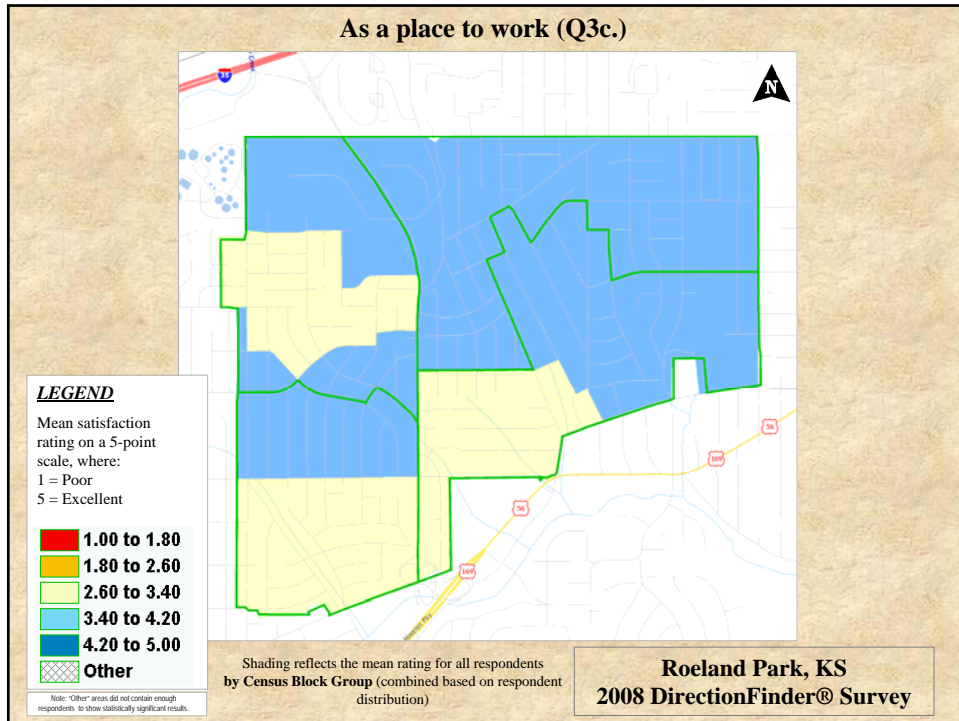 As a place to work (Q3c.)
35
N
56
169
56
169
LEGEND
Mean satisfaction
rating on a 5-point
scale, where:
1 = Poor
5 = Excellent
1.00 to 1.80
1.80 to 2.60
2.60 to 3.40
3.40 to 4.20
4.20 to 5.00
Other
Note: "Other" areas did not contain enough
respondents to show statistically significant results.
Shading reflects the mean rating for all respondents
by Census Block Group (combined based on respondent
distribution)
Roeland Park, KS
2008 DirectionFinder® Survey